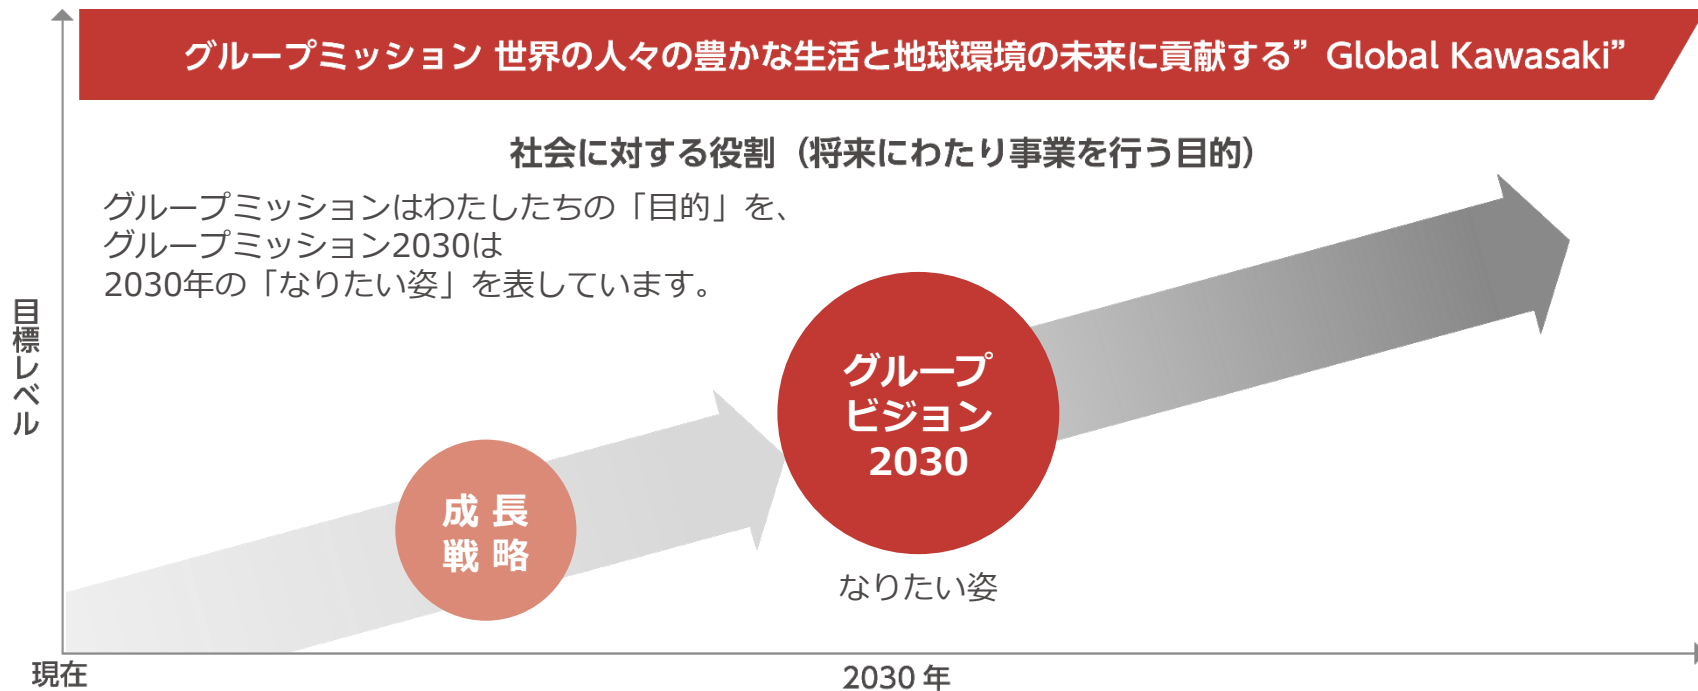 グループミッション 世界の人々の豊かな生活と地球環境の未来に貢献する”Global Kawasaki”
社会に対する役割（将来にわたり事業を行う目的）
グループミッションはわたしたちの「目的」を、
グループミッション2030は
2030年の「なりたい姿」を表しています。
目標レベル
グループ
ビジョン
2030
成長
戦略
なりたい姿
現在
2030年